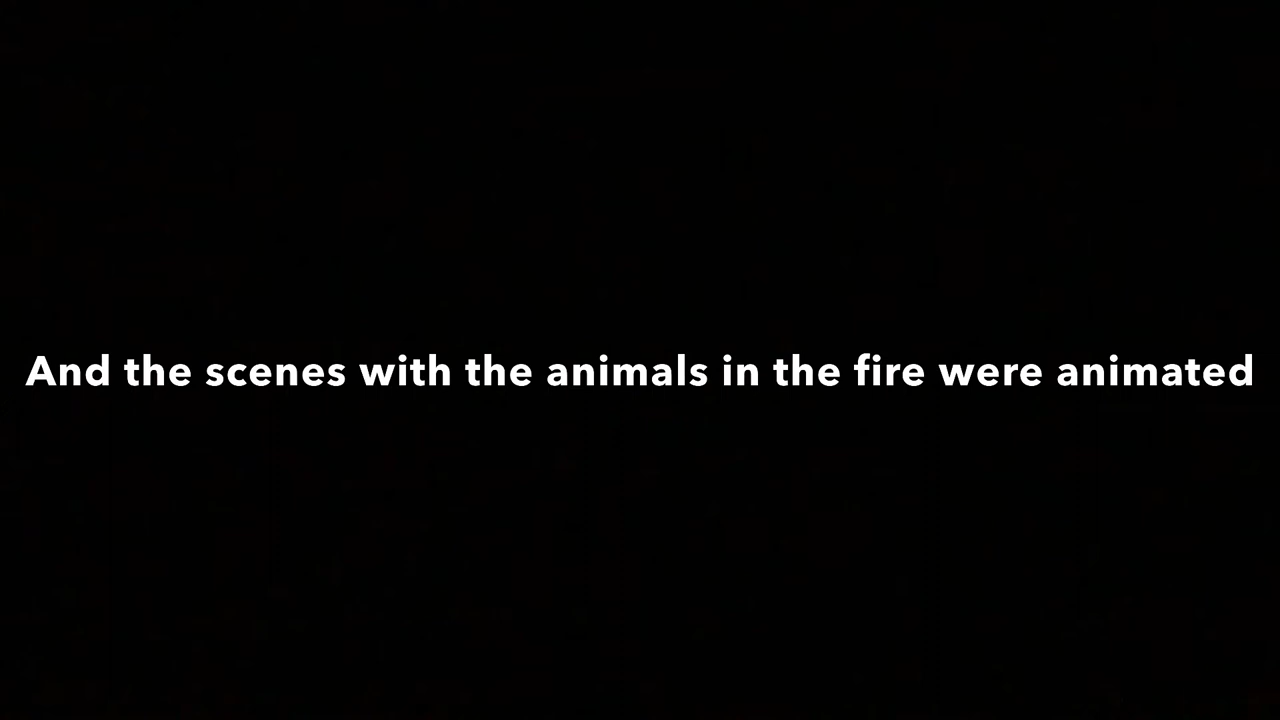 And the scenes with the animals in the fire were animated